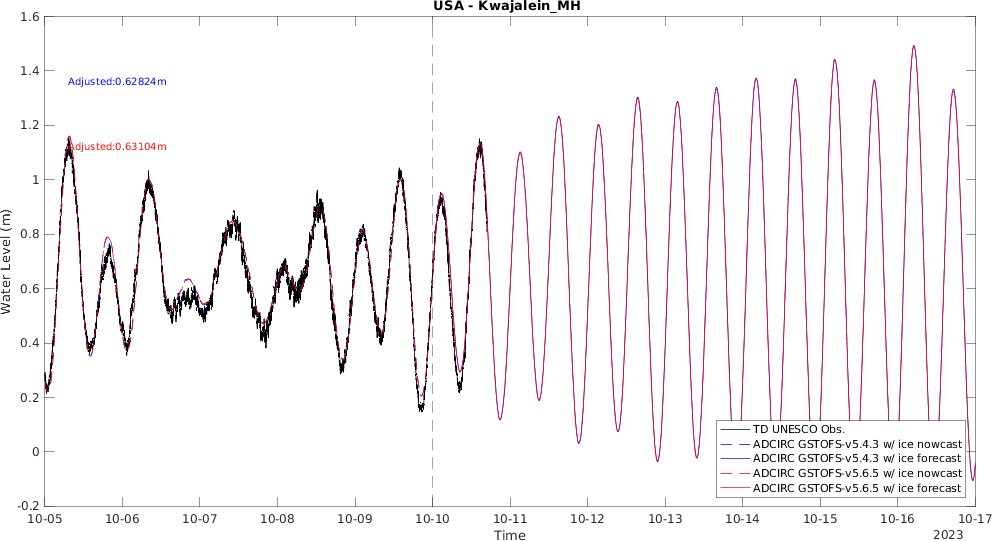 USA - Kwajalein_MH
1.6
1.4
1.2
1
0.8
0.6
0.4
0.2
0
-0.2
Water Level (m)
Adjusted:0.62824m
Adjusted:0.63104m
TD UNESCO Obs.
ADCIRC GSTOFS-v5.4.3 w/ ice nowcast
ADCIRC GSTOFS-v5.4.3 w/ ice forecast
ADCIRC GSTOFS-v5.6.5 w/ ice nowcast
ADCIRC GSTOFS-v5.6.5 w/ ice forecast
10-05 10-06 10-07 10-08 10-09 10-10 10-11 10-12 10-13 10-14 10-15 10-16 10-17
Time
2023